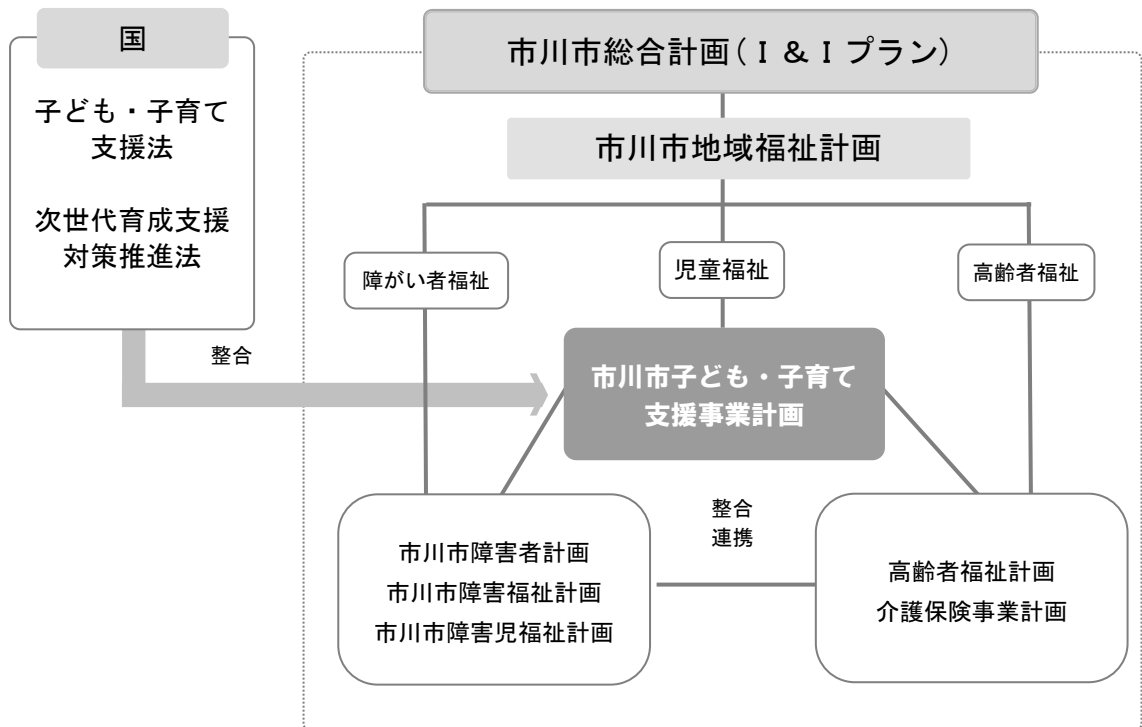 国
子ども・子育て
支援法
次世代育成支援
対策推進法
市川市総合計画（Ｉ＆Ｉプラン）
市川市地域福祉計画
障がい者福祉
児童福祉
高齢者福祉
整合
市川市子ども・子育て
支援事業計画
整合
連携
市川市障害者計画
市川市障害福祉計画
市川市障害児福祉計画
高齢者福祉計画
介護保険事業計画